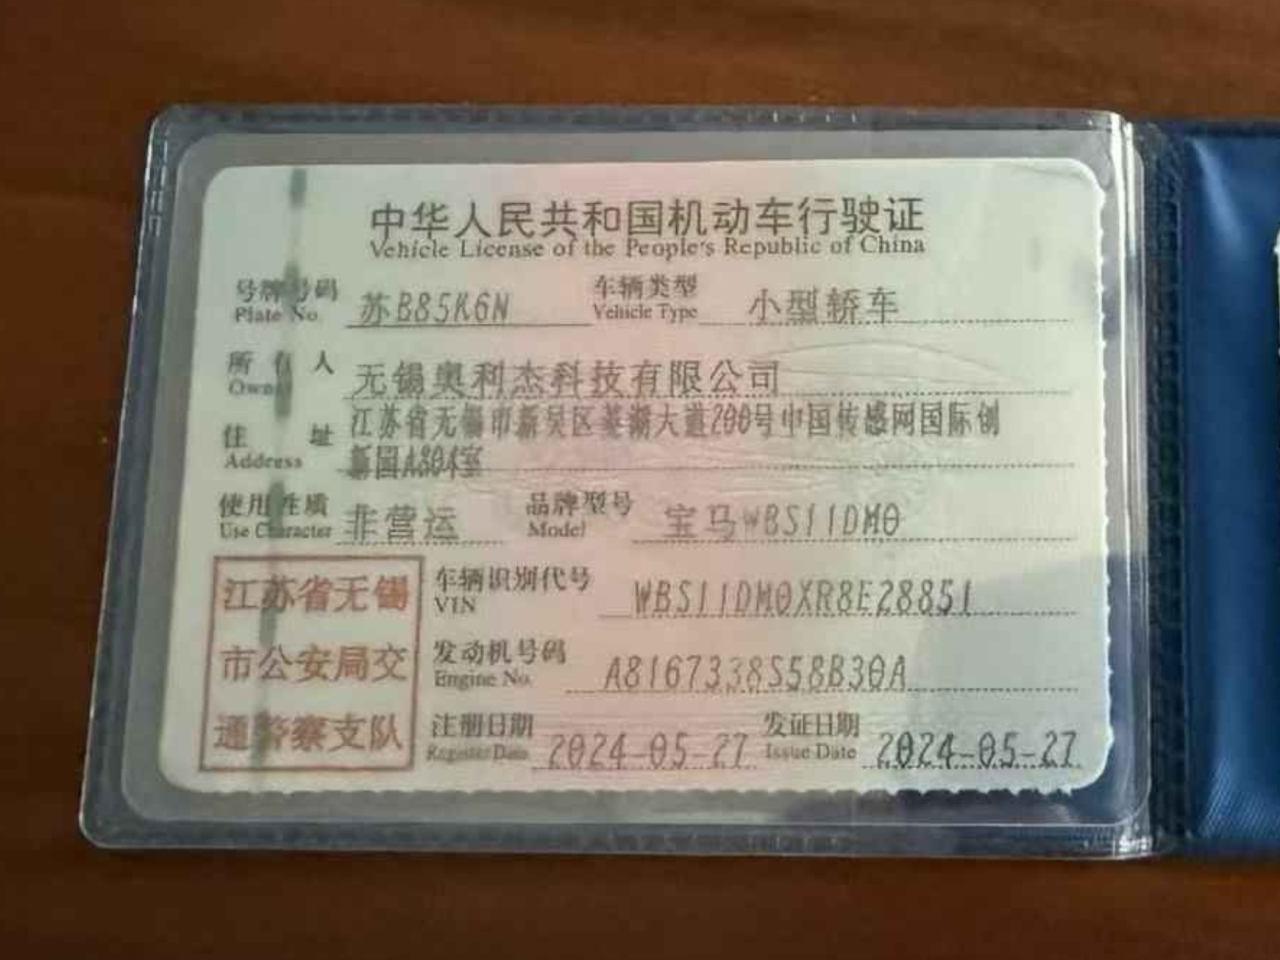 中华人民共和国机动车行驶证
Vehicle License of the People's Republic of China
号牌号码 苏B85K6N 车辆类型 小型轿车
Plate No. Vehicle Type
所有人 无锡奥利杰科技有限公司
Owner
住址 江苏省无锡市新吴区菱湖大道200号中国传感网国际创
Address 新园A804室
使用性质 非营运 品牌型号 宝马WBS11DM0
Use Character Model
江苏省无锡
市公安局交
通警察支队
车辆识别代号 WBS11DM0XR8E28851
VIN
发动机号码 A8167338S58B30A
Engine No.
注册日期 2024-05-27 发证日期 2024-05-27
Register Date Issue Date